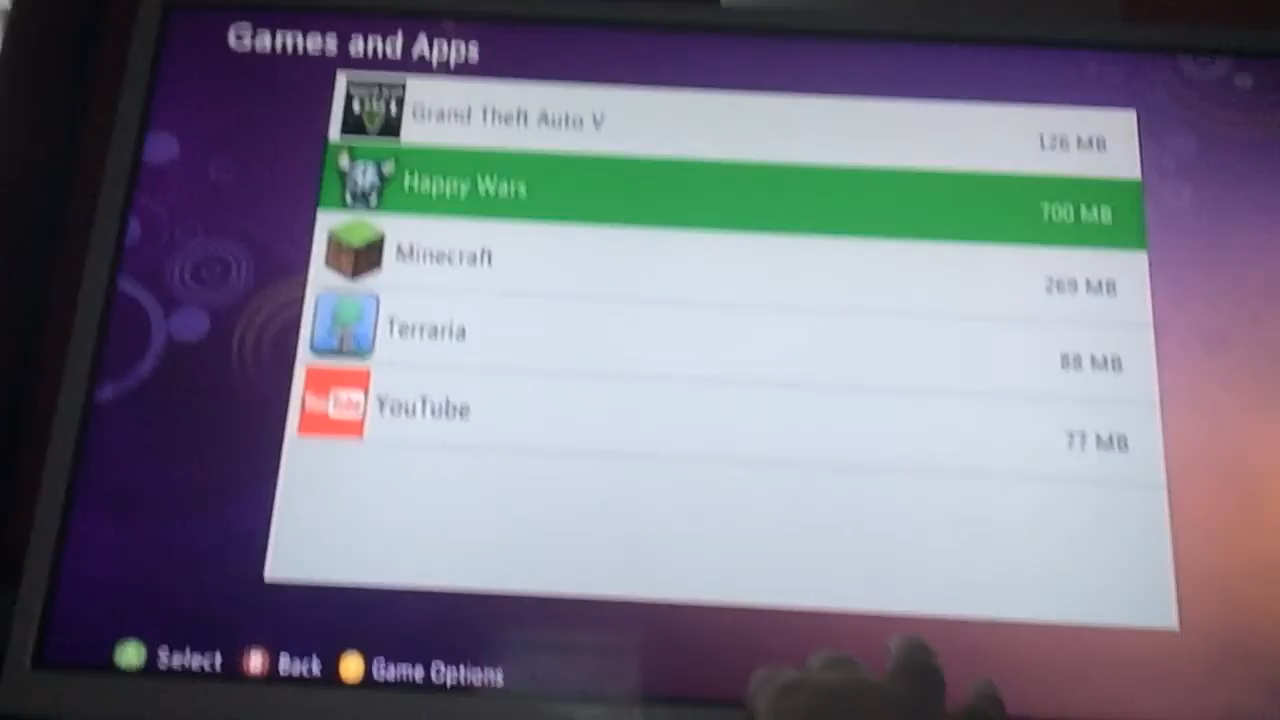 Games and Apps
Grand Theft Auto V
126 MB
Happy Wars
700 MB
Minecraft
269 MB
Terraria
88 MB
YouTube
YouTube
77 MB
Select B Back Game Options